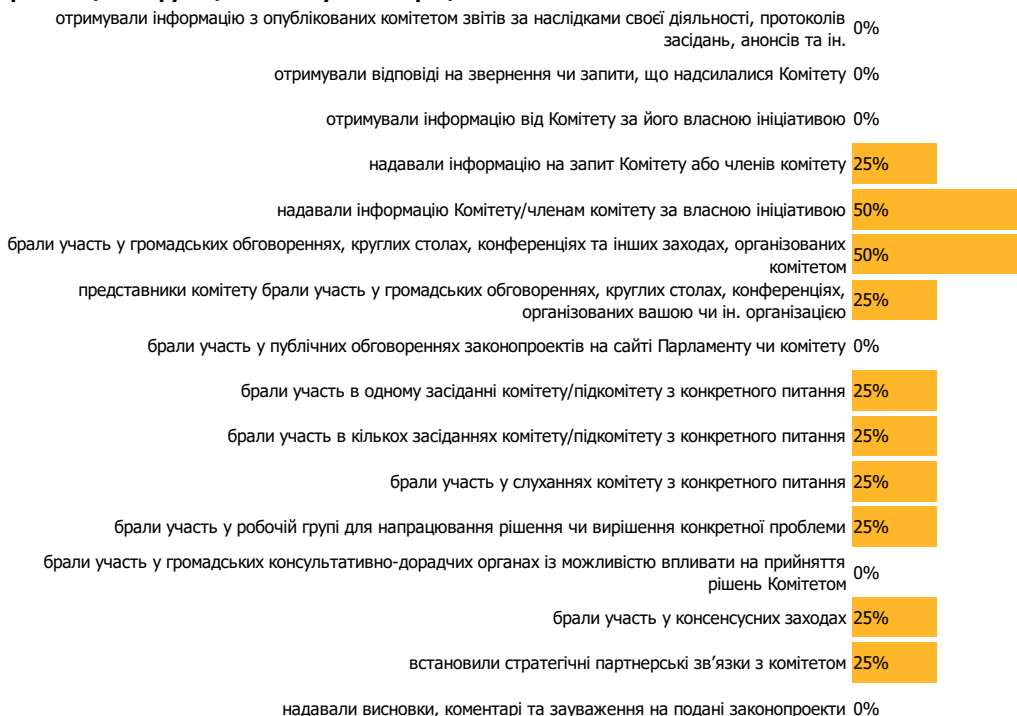 отримували інформацію з опублікованих комітетом звітів за наслідками своєї діяльності, протоколів
засідань, анонсів та ін. 0%
отримували відповіді на звернення чи запити, що надсилалися Комітету 0%
отримували інформацію від Комітету за його власною ініціативою 0%
надавали інформацію на запит Комітету або членів комітету 25%
надавали інформацію Комітету/членам комітету за власною ініціативою 50%
брали участь у громадських обговореннях, круглих столах, конференціях та інших заходах, організованих
комітетом 50%
представники комітету брали участь у громадських обговореннях, круглих столах, конференціях,
організованих вашою чи ін. організацією 25%
брали участь у публічних обговореннях законопроектів на сайті Парламенту чи комітету 0%
брали участь в одному засіданні комітету/підкомітету з конкретного питання 25%
брали участь в кількох засіданнях комітету/підкомітету з конкретного питання 25%
брали участь у слуханнях комітету з конкретного питання 25%
брали участь у робочій групі для напрацювання рішення чи вирішення конкретної проблеми 25%
брали участь у громадських консультативно-дорадчих органах із можливістю впливати на прийняття
рішень Комітетом 0%
брали участь у консенсусних заходах 25%
встановили стратегічні партнерські зв’язки з комітетом 25%
надавали висновки, коментарі та зауваження на подані законопроекти 0%